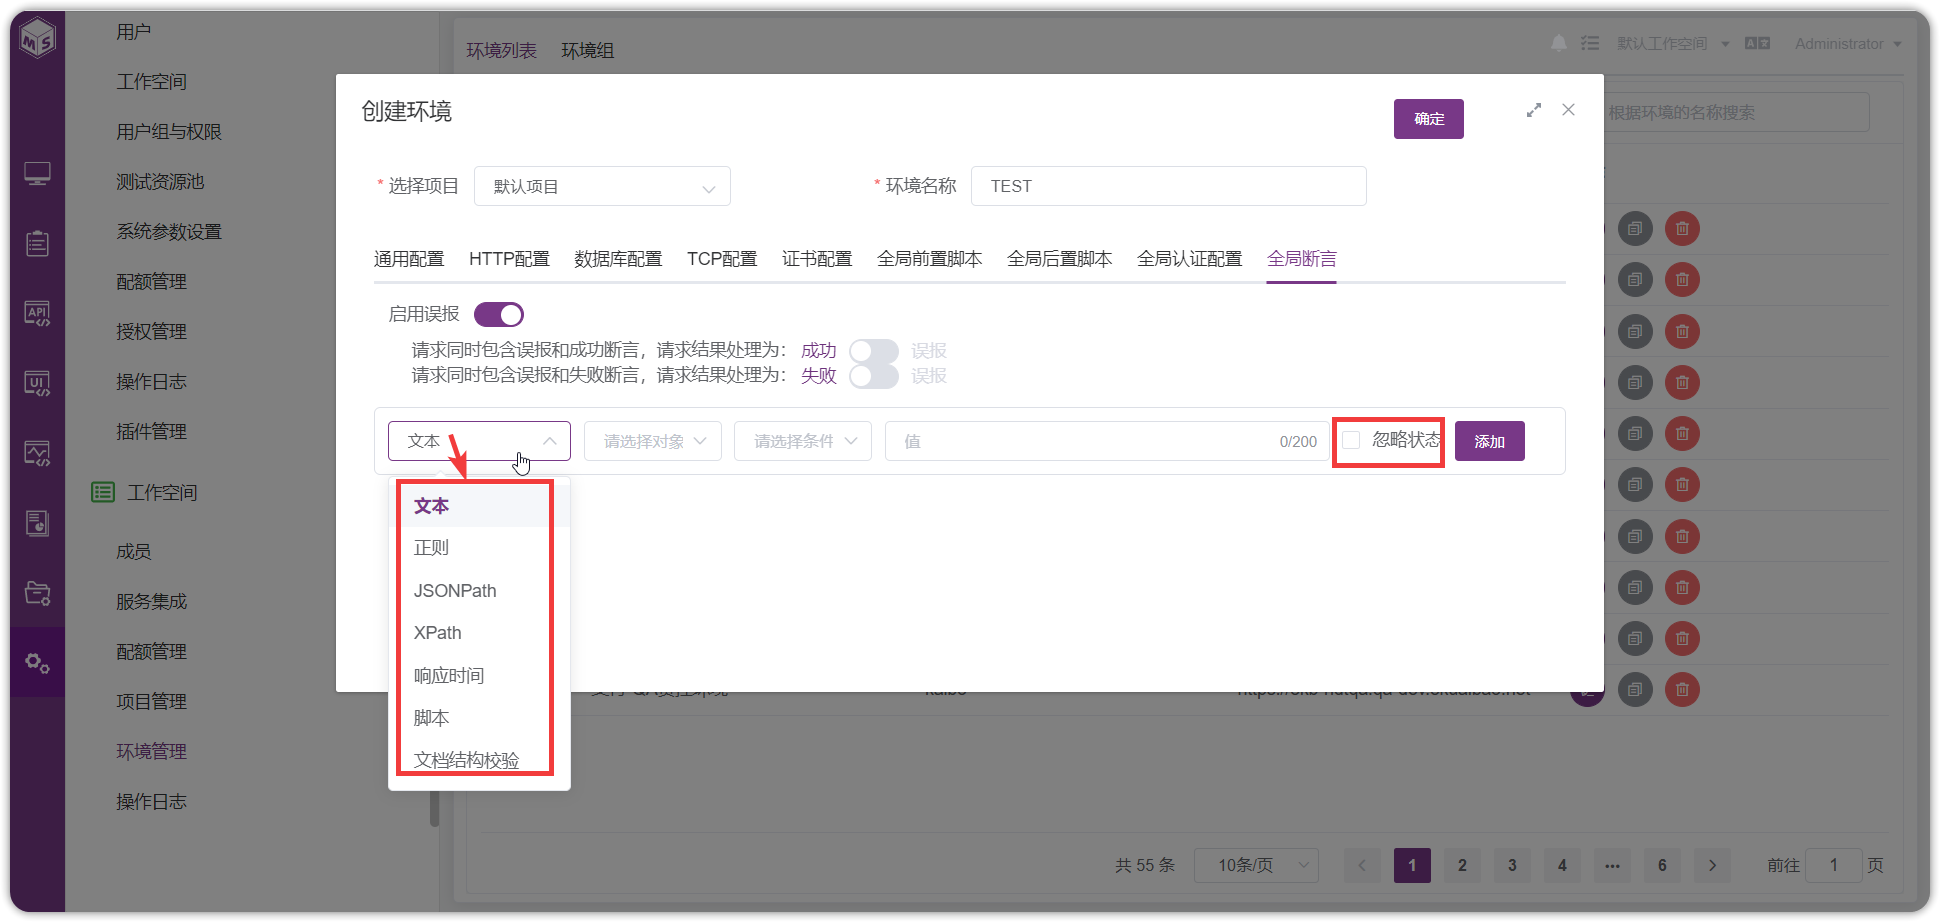 MS
API
UI
用户
工作空间
用户组与权限
测试资源池
系统参数设置
配额管理
授权管理
操作日志
插件管理
工作空间
成员
服务集成
配额管理
项目管理
环境管理
操作日志
环境列表 环境组
默认工作空间 Administrator
根据环境的名称搜索
创建环境
确定
* 选择项目 默认项目
* 环境名称 TEST
通用配置 HTTP配置 数据库配置 TCP配置 证书配置 全局前置脚本 全局后置脚本 全局认证配置 全局断言
启用误报
请求同时包含误报和成功断言，请求结果处理为： 成功 误报
请求同时包含误报和失败断言，请求结果处理为： 失败 误报
文本 请选择对象 请选择条件 值 0/200 忽略状态 添加
文本
正则
JSONPath
XPath
响应时间
脚本
文档结构校验
共 55 条 10条/页 1 2 3 4 ••• 6 前往 1 页